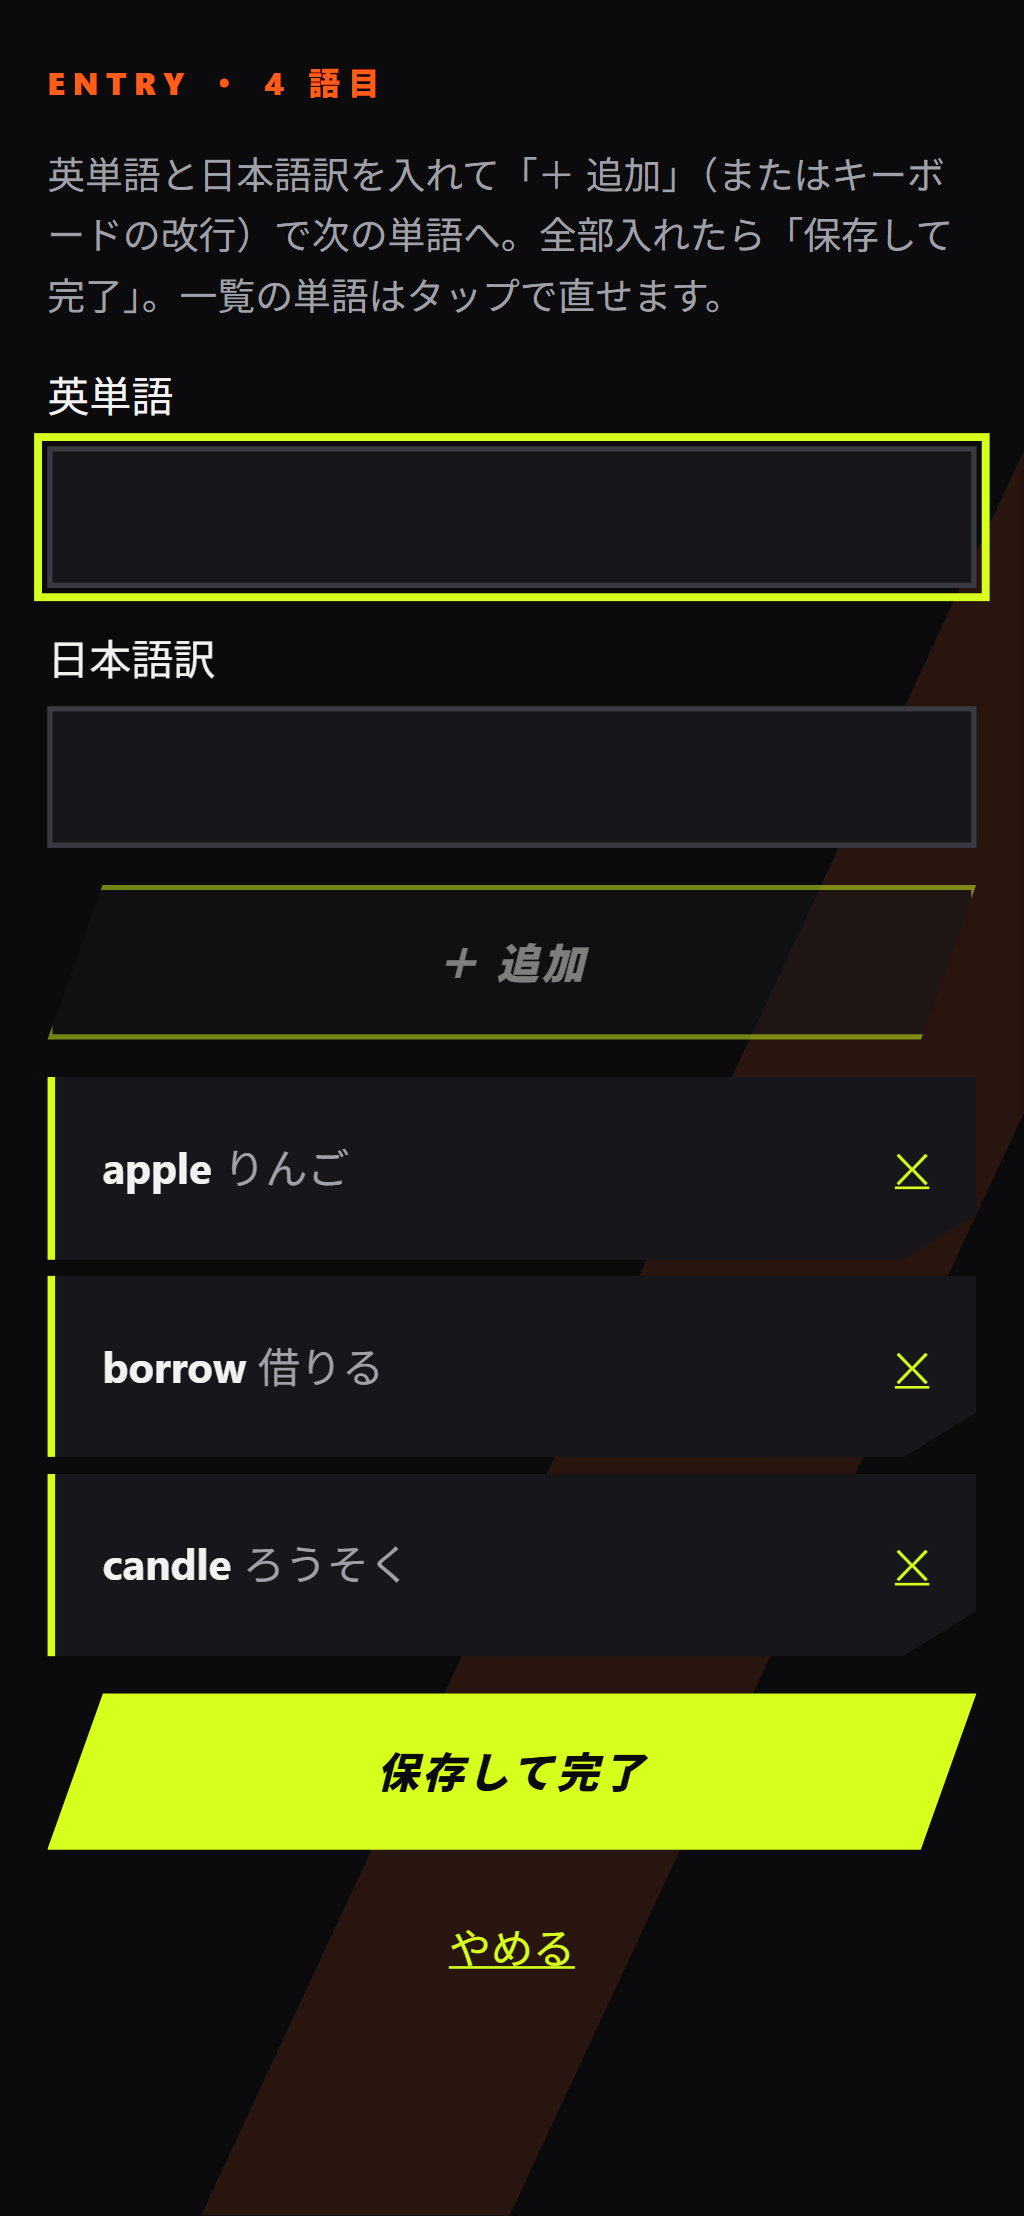 ENTRY ・ 4 語目
英単語と日本語訳を入れて「＋ 追加」（またはキーボ
ードの改行）で次の単語へ。全部入れたら「保存して
完了」。一覧の単語はタップで直せます。
英単語
日本語訳
＋ 追加
apple りんご ×
borrow 借りる ×
candle ろうそく ×
保存して完了
やめる